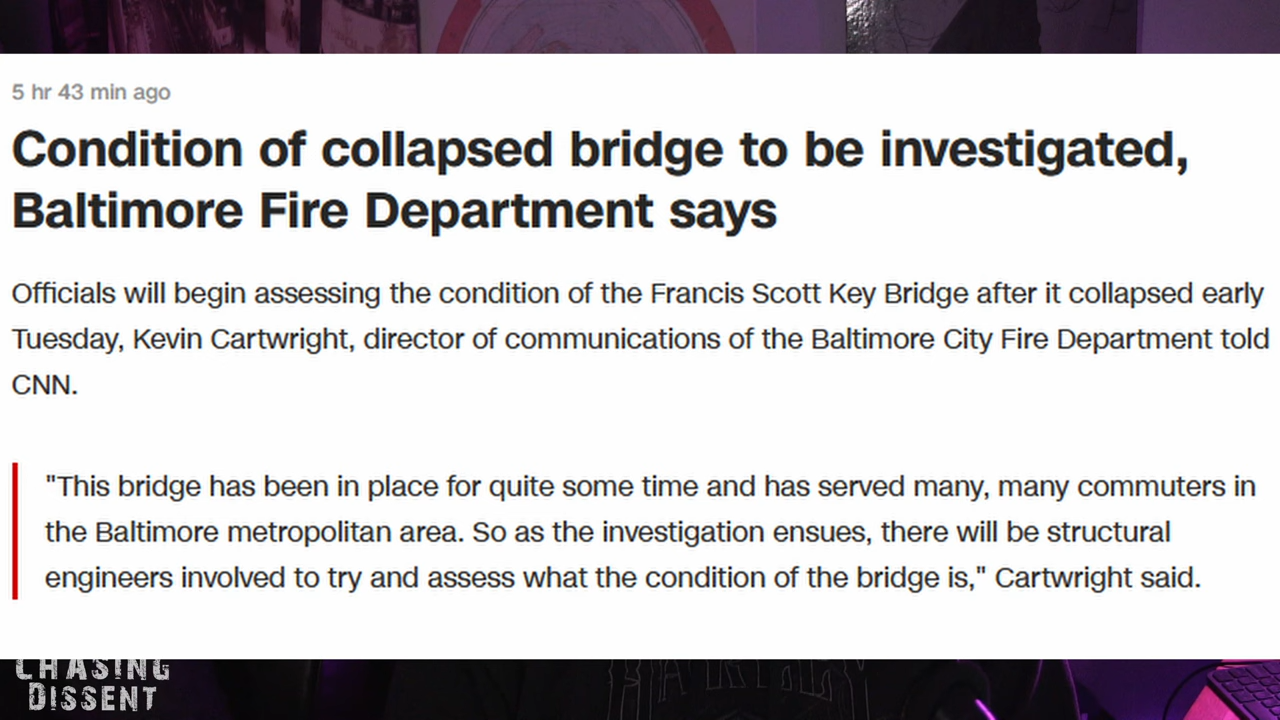 5 hr 43 min ago
Condition of collapsed bridge to be investigated,
Baltimore Fire Department says
Officials will begin assessing the condition of the Francis Scott Key Bridge after it collapsed early
Tuesday, Kevin Cartwright, director of communications of the Baltimore City Fire Department told
CNN.
"This bridge has been in place for quite some time and has served many, many commuters in
the Baltimore metropolitan area. So as the investigation ensues, there will be structural
engineers involved to try and assess what the condition of the bridge is," Cartwright said.
CHASING
DISSENT